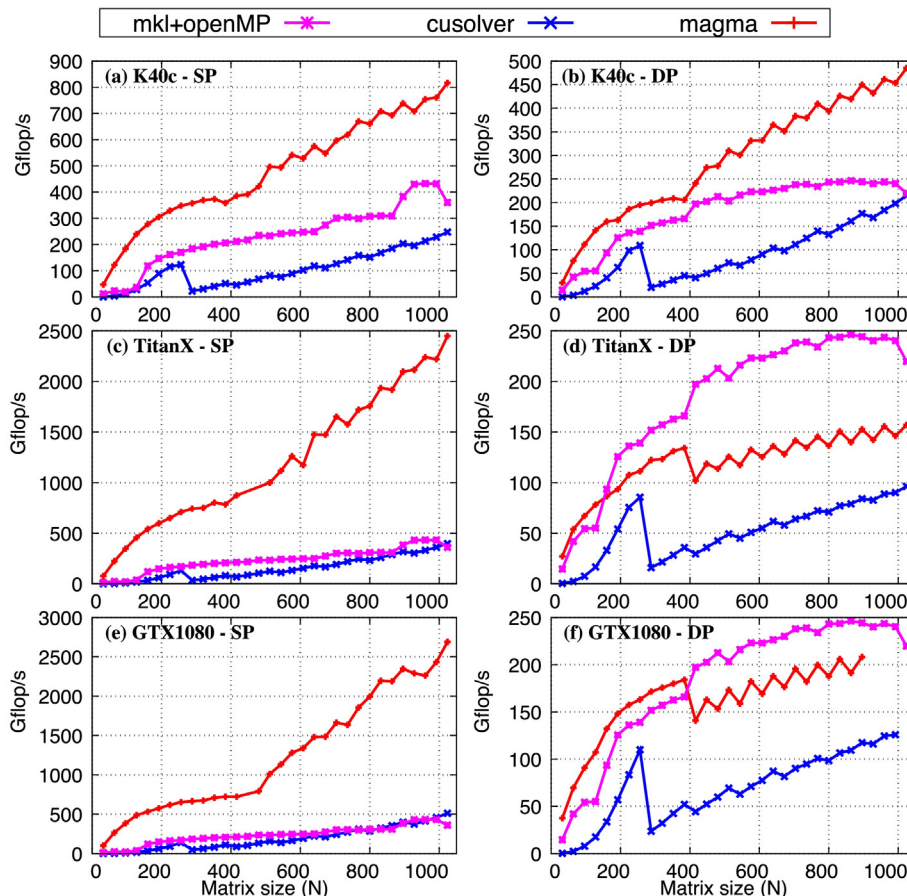 mkl+openMP cusolver magma
(a) K40c - SP
Gflop/s
900
800
700
600
500
400
300
200
100
0
0 200 400 600 800 1000
(b) K40c - DP
Gflop/s
500
450
400
350
300
250
200
150
100
50
0
0 200 400 600 800 1000
(c) TitanX - SP
Gflop/s
2500
2000
1500
1000
500
0
0 200 400 600 800 1000
(d) TitanX - DP
Gflop/s
250
200
150
100
50
0
0 200 400 600 800 1000
(e) GTX1080 - SP
Gflop/s
3000
2500
2000
1500
1000
500
0
0 200 400 600 800 1000
Matrix size (N)
(f) GTX1080 - DP
Gflop/s
250
200
150
100
50
0
0 200 400 600 800 1000
Matrix size (N)